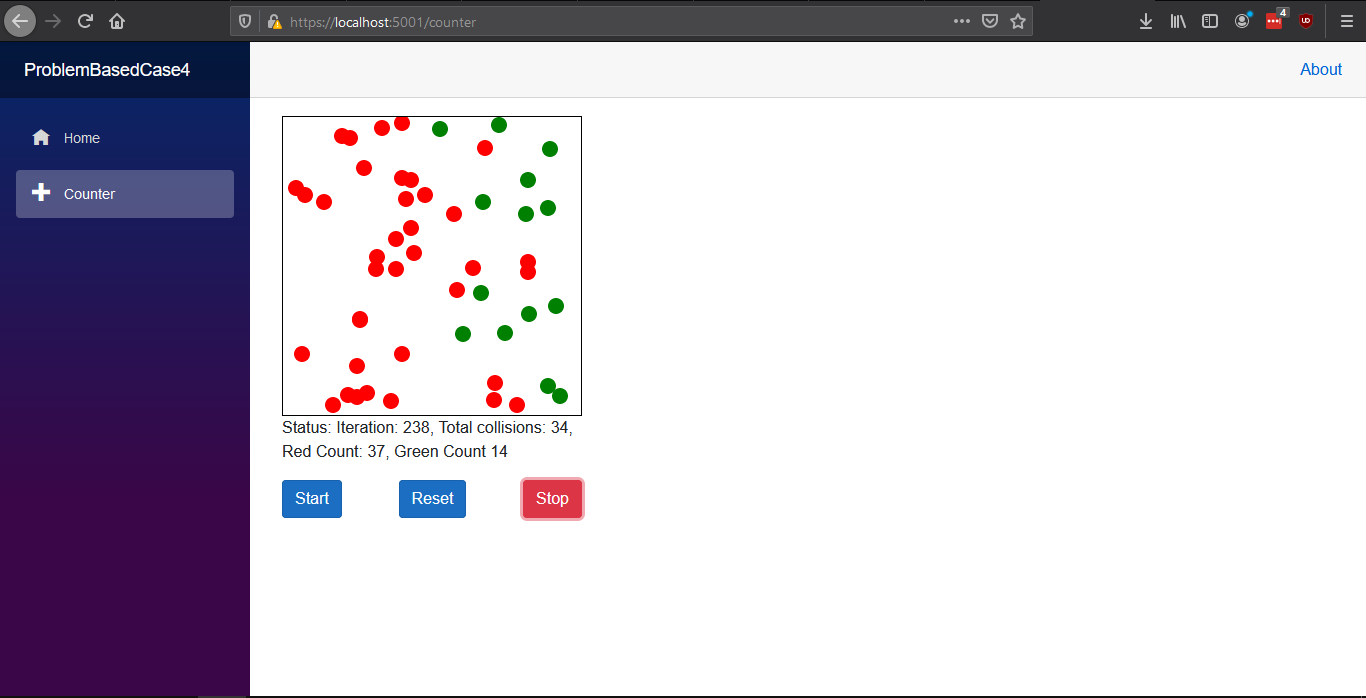 https://localhost:5001/counter
4
ProblemBasedCase4
About
Home
Counter
Status: Iteration: 238, Total collisions: 34,
Red Count: 37, Green Count 14
Start
Reset
Stop